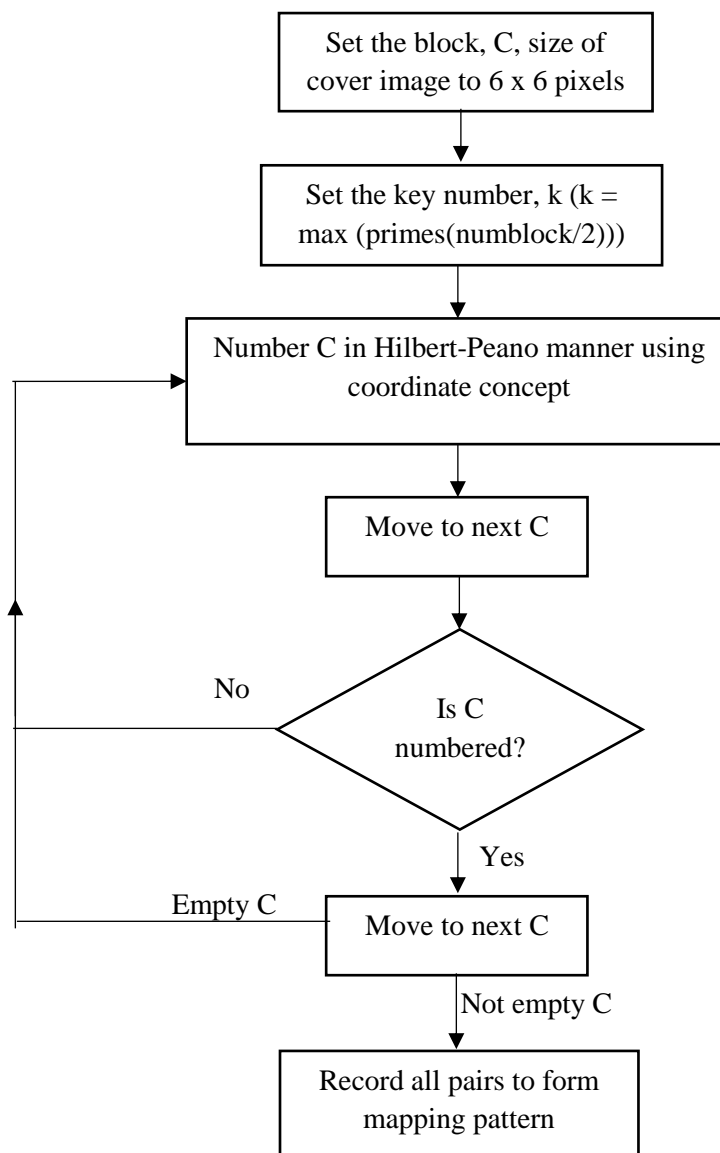 Set the block, C, size of
cover image to 6 x 6 pixels
Set the key number, k (k =
max (primes(numblock/2)))
Number C in Hilbert-Peano manner using
coordinate concept
Move to next C
No
Is C
numbered?
Yes
Empty C
Move to next C
Not empty C
Record all pairs to form
mapping pattern